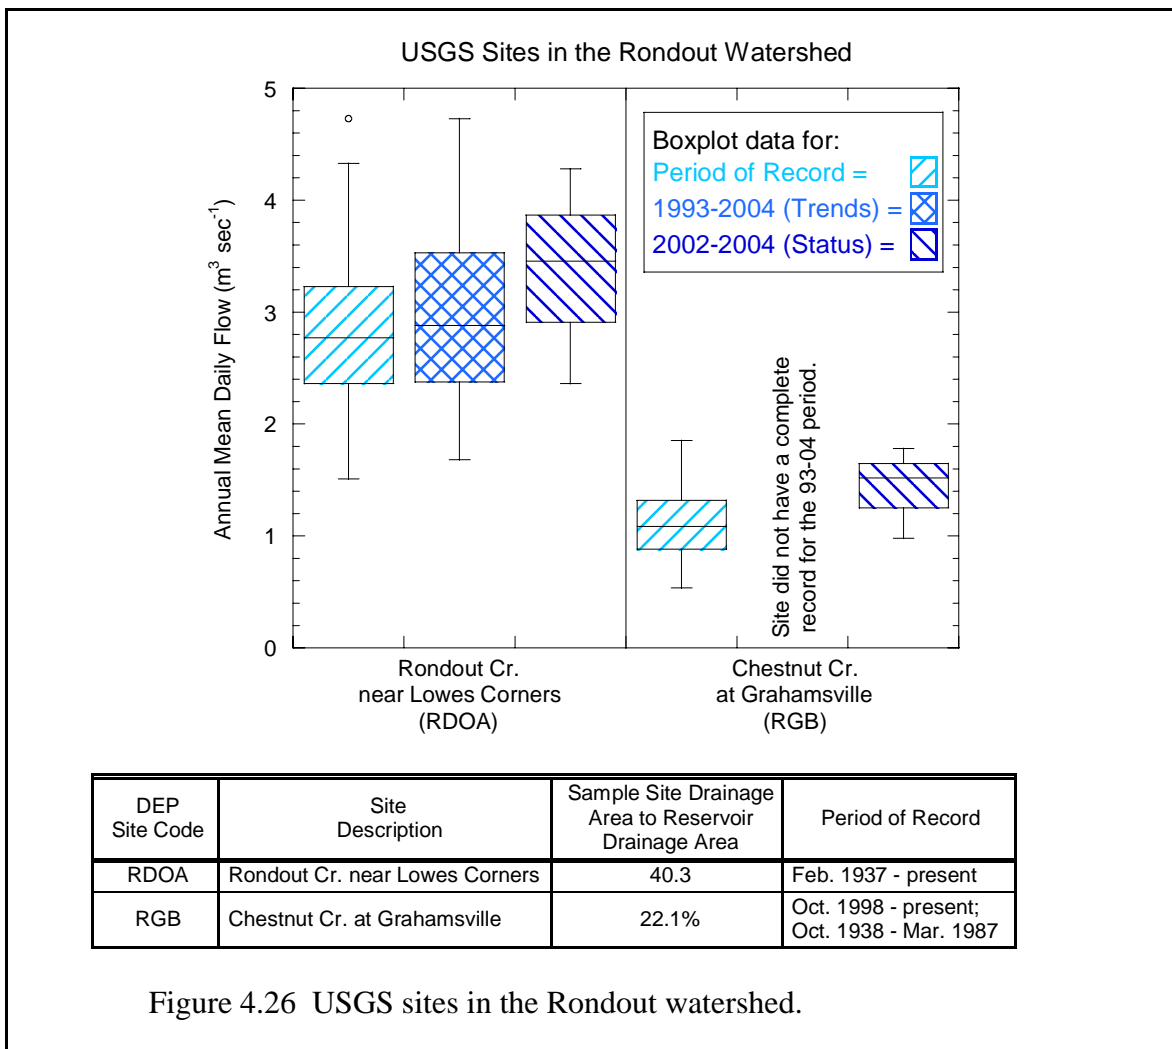 USGS Sites in the Rondout Watershed
Annual Mean Daily Flow (m³ sec⁻¹)
5
4
3
2
1
0
Boxplot data for:
Period of Record =
1993-2004 (Trends) =
2002-2004 (Status) =
Site did not have a complete
record for the 93-04 period.
Rondout Cr.
near Lowes Corners
(RDOA)
Chestnut Cr.
at Grahamsville
(RGB)
DEP
Site Code
Site
Description
Sample Site Drainage
Area to Reservoir
Drainage Area
Period of Record
RDOA
Rondout Cr. near Lowes Corners
40.3
Feb. 1937 - present
RGB
Chestnut Cr. at Grahamsville
22.1%
Oct. 1998 - present;
Oct. 1938 - Mar. 1987
Figure 4.26 USGS sites in the Rondout watershed.